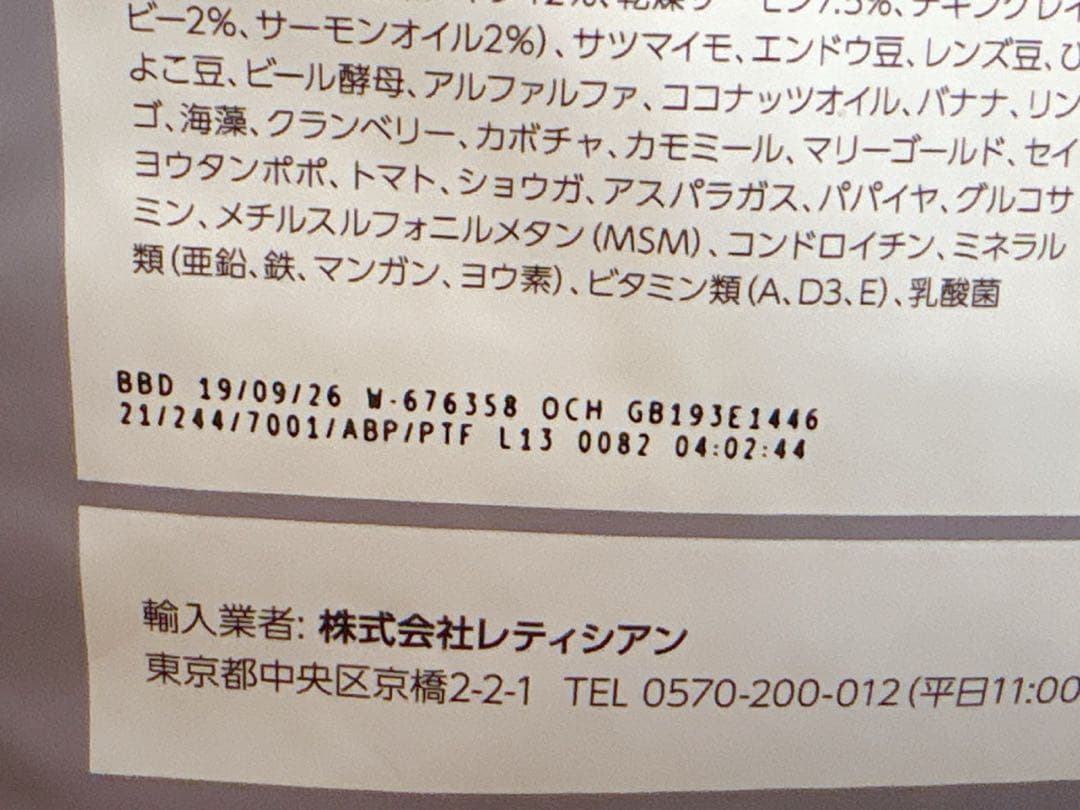 ビー2%、サーモンオイル2%)、サツマイモ、エンドウ豆、レンズ豆、ひ
よこ豆、ビール酵母、アルファルファ、ココナッツオイル、バナナ、リン
ゴ、海藻、クランベリー、カボチャ、カモミール、マリーゴールド、セイ
ヨウタンポポ、トマト、ショウガ、アスパラガス、パパイヤ、グルコサ
ミン、メチルスルフォニルメタン(MSM)、コンドロイチン、ミネラル
類(亜鉛、鉄、マンガン、ヨウ素)、ビタミン類(A、D3、E)、乳酸菌
BBD 19/09/26 W-676358 OCH GB193E1446
21/244/7001/ABP/PTF L13 0082 04:02:44
輸入業者: 株式会社レティシアン
東京都中央区京橋2-2-1 TEL 0570-200-012(平日11:00